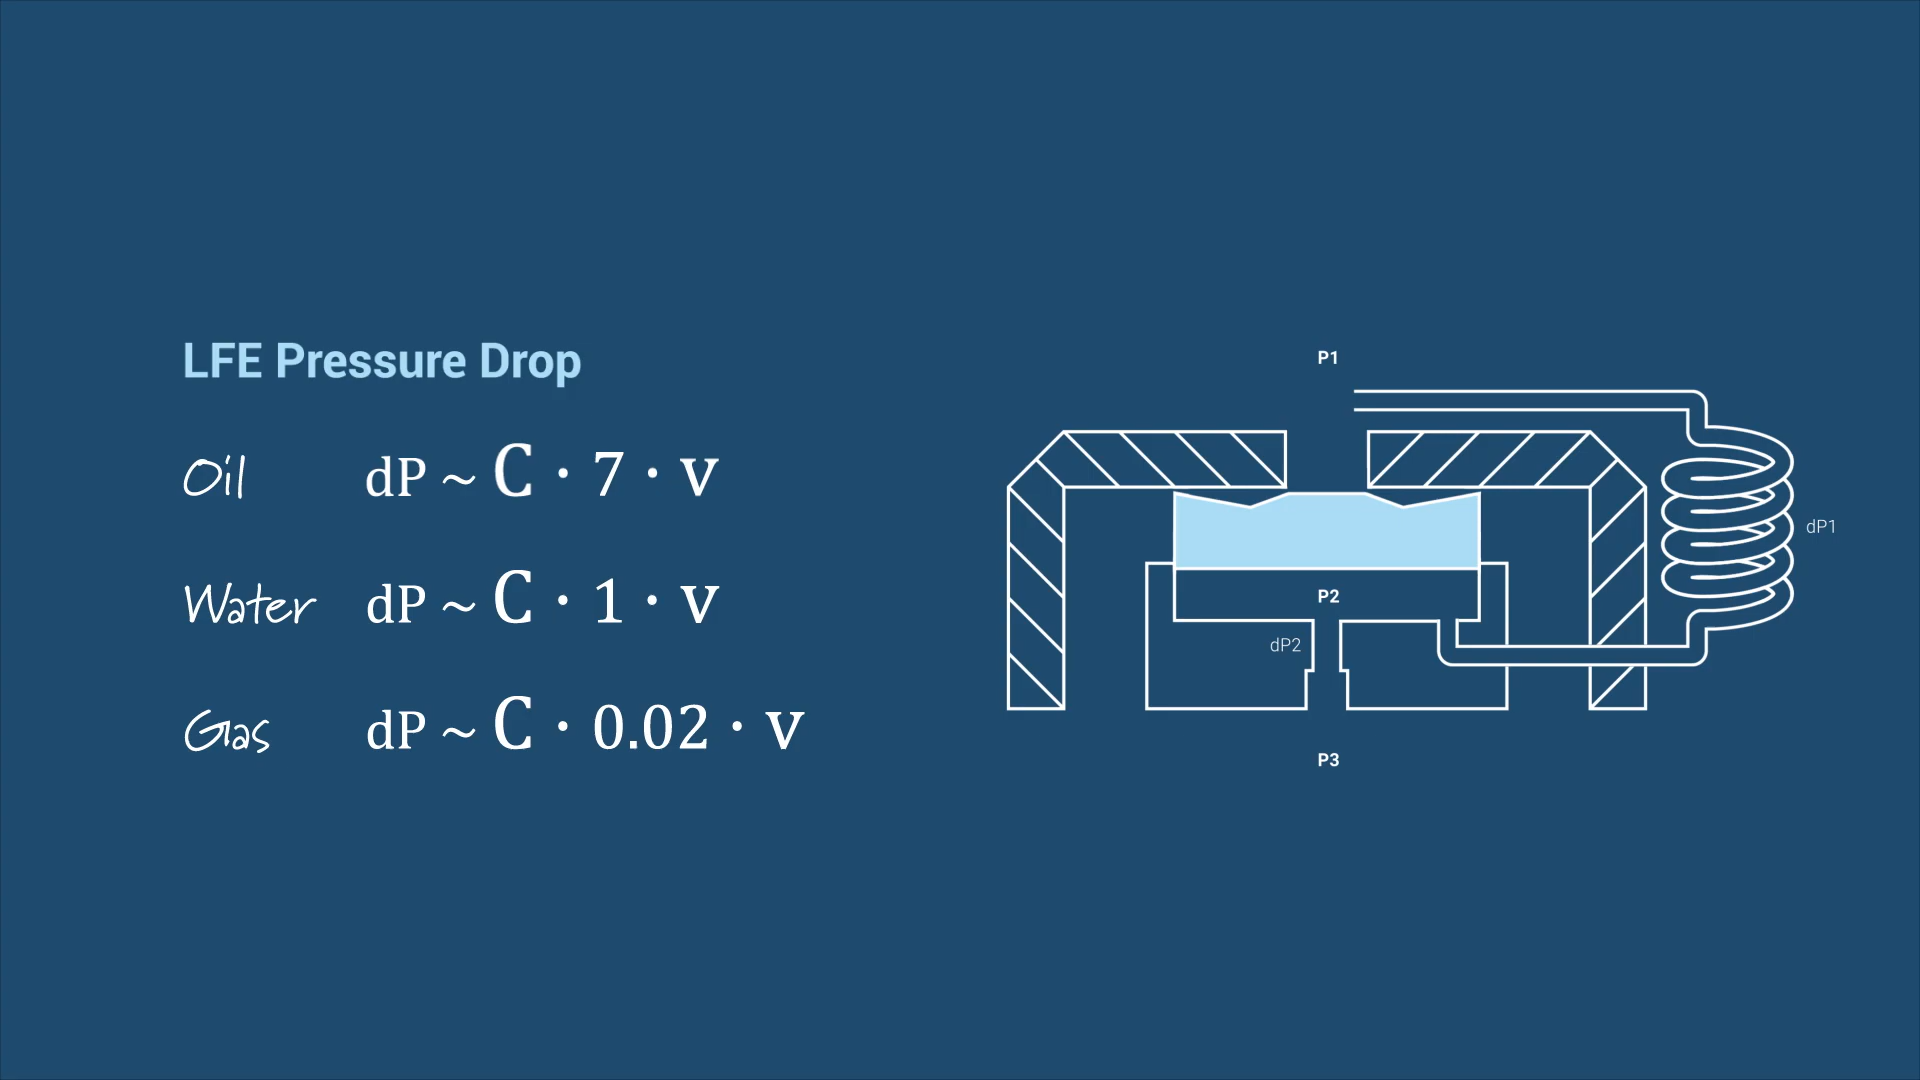 LFE Pressure Drop
Oil dP ~ C · 7 · v
Water dP ~ C · 1 · v
Gas dP ~ C · 0.02 · v
P1
dP1
P2
dP2
P3